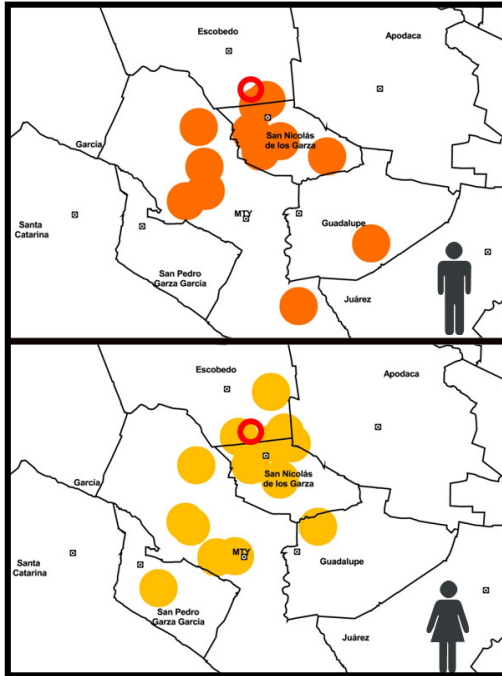 Escobedo
Apodaca
San Nicolás
de los Garza
García
MTY
Santa
Catarina
Guadalupe
San Pedro
Garza García
Juárez
Escobedo
Apodaca
García
San Nicolás
de los Garza
MTY
Santa
Catarina
Guadalupe
San Pedro
Garza García
Juárez